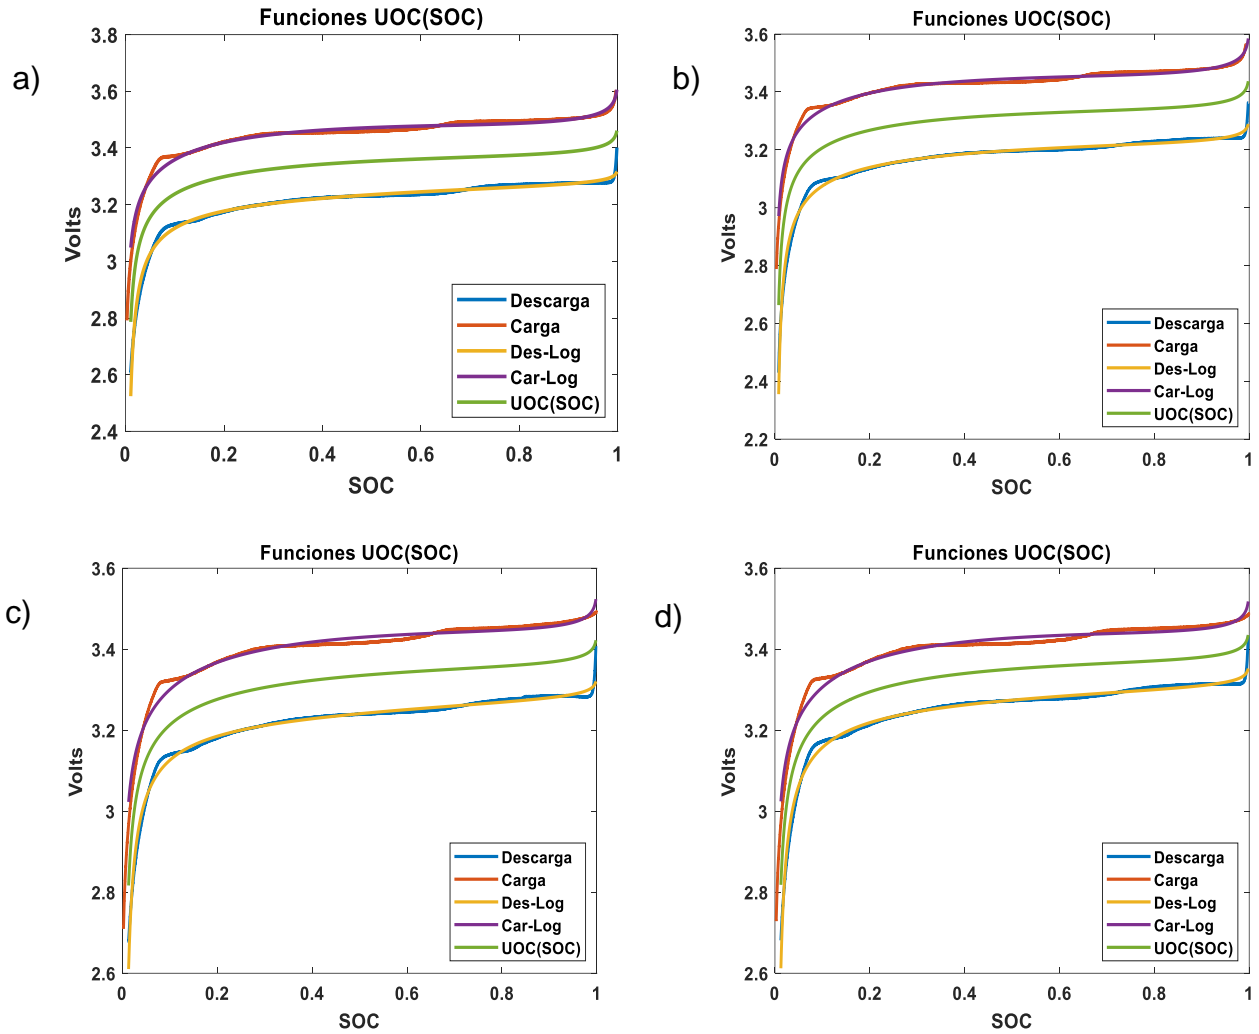 a)
Funciones UOC(SOC)
3.8
3.6
3.4
3.2
3
2.8
2.6
2.4
Volts
0
0.2
0.4
0.6
0.8
1
SOC
Descarga
Carga
Des-Log
Car-Log
UOC(SOC)
b)
Funciones UOC(SOC)
3.6
3.4
3.2
3
2.8
2.6
2.4
2.2
Volts
0
0.2
0.4
0.6
0.8
1
SOC
Descarga
Carga
Des-Log
Car-Log
UOC(SOC)
c)
Funciones UOC(SOC)
3.6
3.4
3.2
3
2.8
2.6
Volts
0
0.2
0.4
0.6
0.8
1
SOC
Descarga
Carga
Des-Log
Car-Log
UOC(SOC)
d)
Funciones UOC(SOC)
3.6
3.4
3.2
3
2.8
2.6
Volts
0
0.2
0.4
0.6
0.8
1
SOC
Descarga
Carga
Des-Log
Car-Log
UOC(SOC)